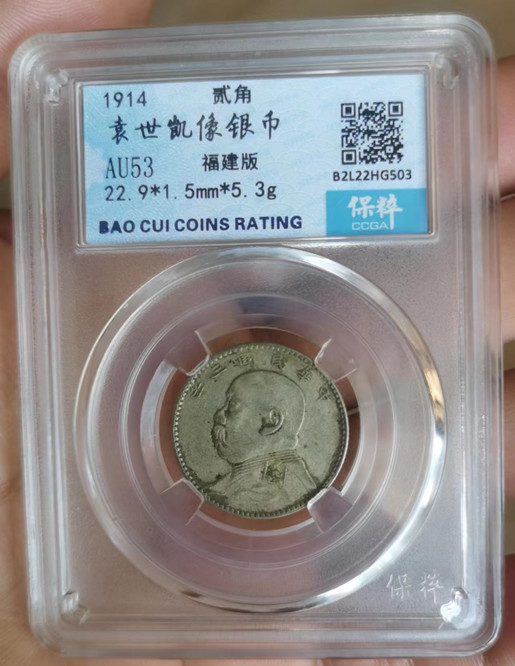 1914 贰角
袁世凯像银币
AU53 福建版
22.9*1.5mm*5.3g
B2L22HG503
BAO CUI COINS RATING
保粹
CCGA
年三國民華中
保粹